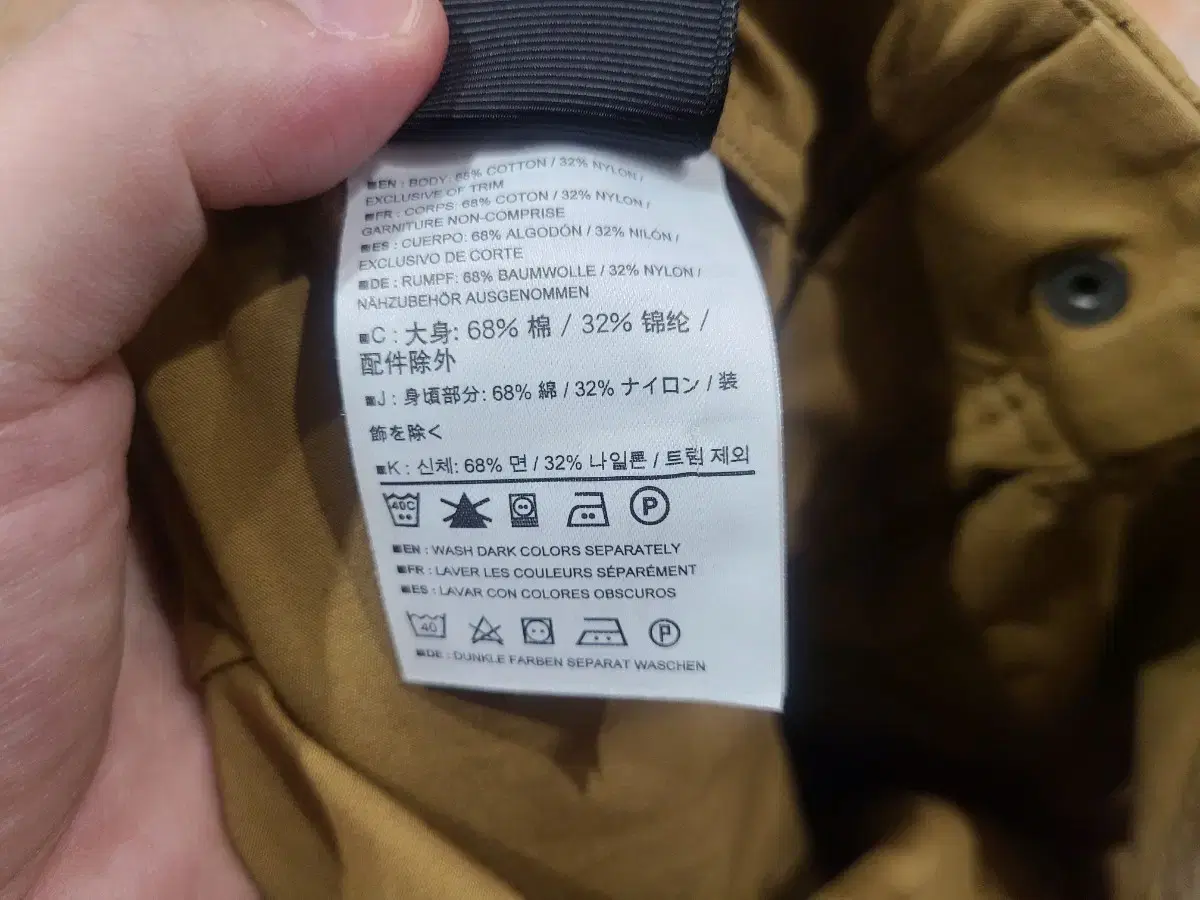 ■EN : BODY: 68% COTTON / 32% NYLON /
EXCLUSIVE OF TRIM
■FR : CORPS: 68% COTON / 32% NYLON /
GARNITURE NON-COMPRISE
■ES : CUERPO: 68% ALGODÓN / 32% NILÓN /
EXCLUSIVO DE CORTE
■DE : RUMPF: 68% BAUMWOLLE / 32% NYLON /
NÄHZUBEHÖR AUSGENOMMEN
■C : 大身: 68% 棉 / 32% 锦纶 /
配件除外
■J : 身頃部分: 68% 綿 / 32% ナイロン / 装
飾を除く
■K : 신체: 68% 면 / 32% 나일론 / 트림 제외
40C P
■EN : WASH DARK COLORS SEPARATELY
■FR : LAVER LES COULEURS SÉPARÉMENT
■ES : LAVAR CON COLORES OBSCUROS
40 P
■DE : DUNKLE FARBEN SEPARAT WASCHEN